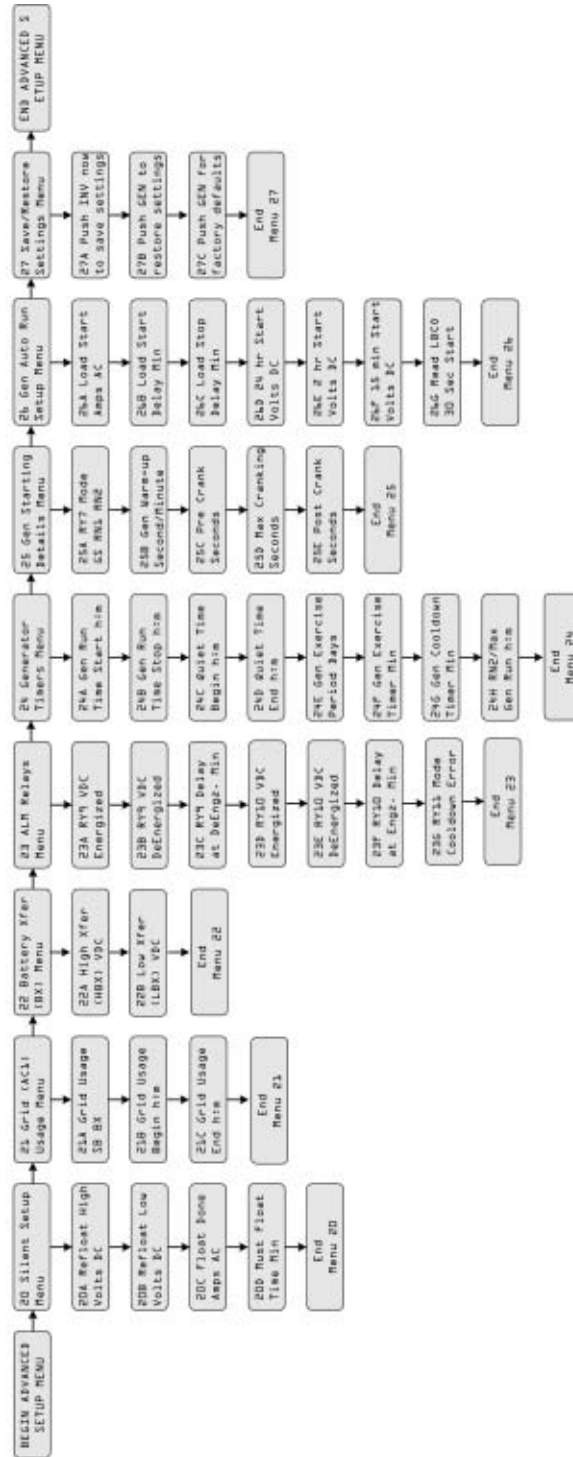 BEGIN ADVANCED
SETUP MENU
20 Silent Setup
Menu
20A Refloat High
Volts DC
20B Refloat Low
Volts DC
20C Float Done
Amps AC
20D Must Float
Time Min
End
Menu 20
21 Grid (AC1)
Usage Menu
21A Grid Usage
SB BX
21B Grid Usage
Begin h:m
21C Grid Usage
End h:m
End
Menu 21
22 Battery Xfer
(BX) Menu
22A High Xfer
(HBX) VDC
22B Low Xfer
(LBX) VDC
End
Menu 22
23 ALM Relays
Menu
23A RY9 VDC
Energized
23B RY9 VDC
DeEnergized
23C RY9 Delay
at DeEngz. Min
23D RY10 VDC
Energized
23E RY10 VDC
DeEnergized
23F RY10 Delay
at Engz. Min
23G RY11 Mode
Cooldown Error
End
Menu 23
24 Generator
Timers Menu
24A Gen Run
Time Start h:m
24B Gen Run
Time Stop h:m
24C Quiet Time
Begin h:m
24D Quiet Time
End h:m
24E Gen Exercise
Period Days
24F Gen Exercise
Timer Min
24G Gen Cooldown
Timer Min
24H RN2/Max
Gen Run h:m
End
Menu 24
25 Gen Starting
Details Menu
25A RY7 Mode
GS RN1 RN2
25B Gen Warm-up
Second/Minute
25C Pre Crank
Seconds
25D Max Cranking
Seconds
25E Post Crank
Seconds
End
Menu 25
26 Gen Auto Run
Setup Menu
26A Load Start
Amps AC
26B Load Start
Delay Min
26C Load Stop
Delay Min
26D 24 hr Start
Volts DC
26E 2 hr Start
Volts DC
26F 15 min Start
Volts DC
26G Read LBCO
30 Sec Start
End
Menu 26
27 Save/Restore
Settings Menu
27A Push INV now
to save settings
27B Push GEN to
restore settings
27C Push GEN for
factory defaults
End
Menu 27
END ADVANCED S
ETUP MENU